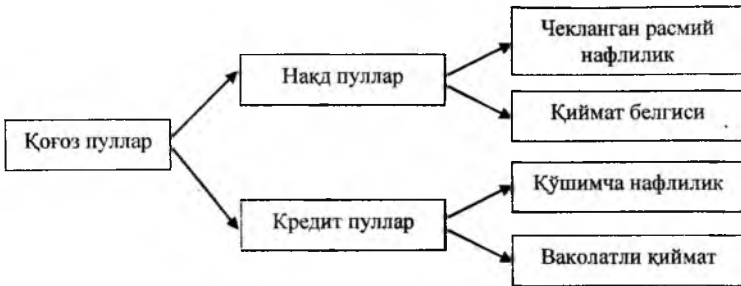 Чекланган расмий
нафлилик
Нақд пуллар
Қиймат белгиси
Қоғоз пуллар
Қўшимча нафлилик
Кредит пуллар
Ваколатли қиймат